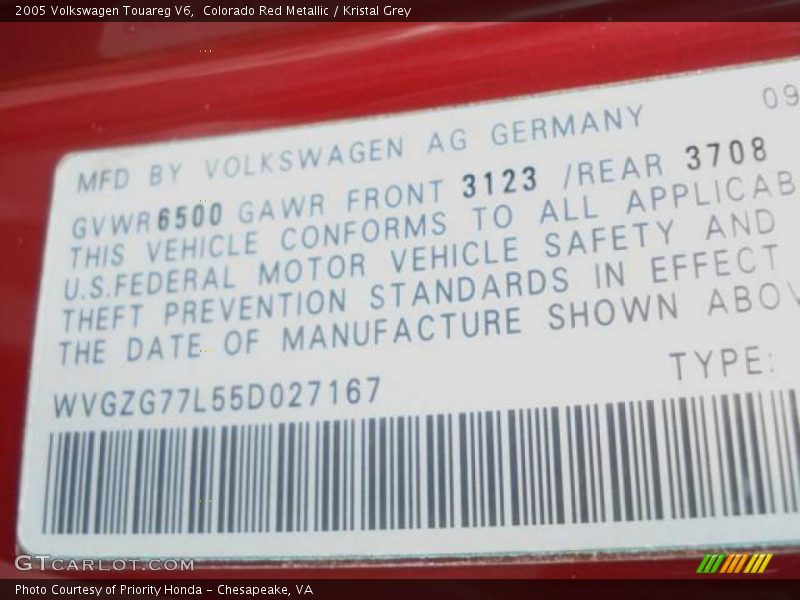 2005 Volkswagen Touareg V6,  Colorado Red Metallic / Kristal Grey
09
MFD BY VOLKSWAGEN AG GERMANY
GVWR 6500 GAWR FRONT 3123 /REAR 3708
THIS VEHICLE CONFORMS TO ALL APPLICAB
U.S.FEDERAL MOTOR VEHICLE SAFETY AND
THEFT PREVENTION STANDARDS IN EFFECT
THE DATE OF MANUFACTURE SHOWN ABOV
TYPE:
WVGZG77L55D027167
GTCARLOT.COM
Photo Courtesy of Priority Honda - Chesapeake, VA